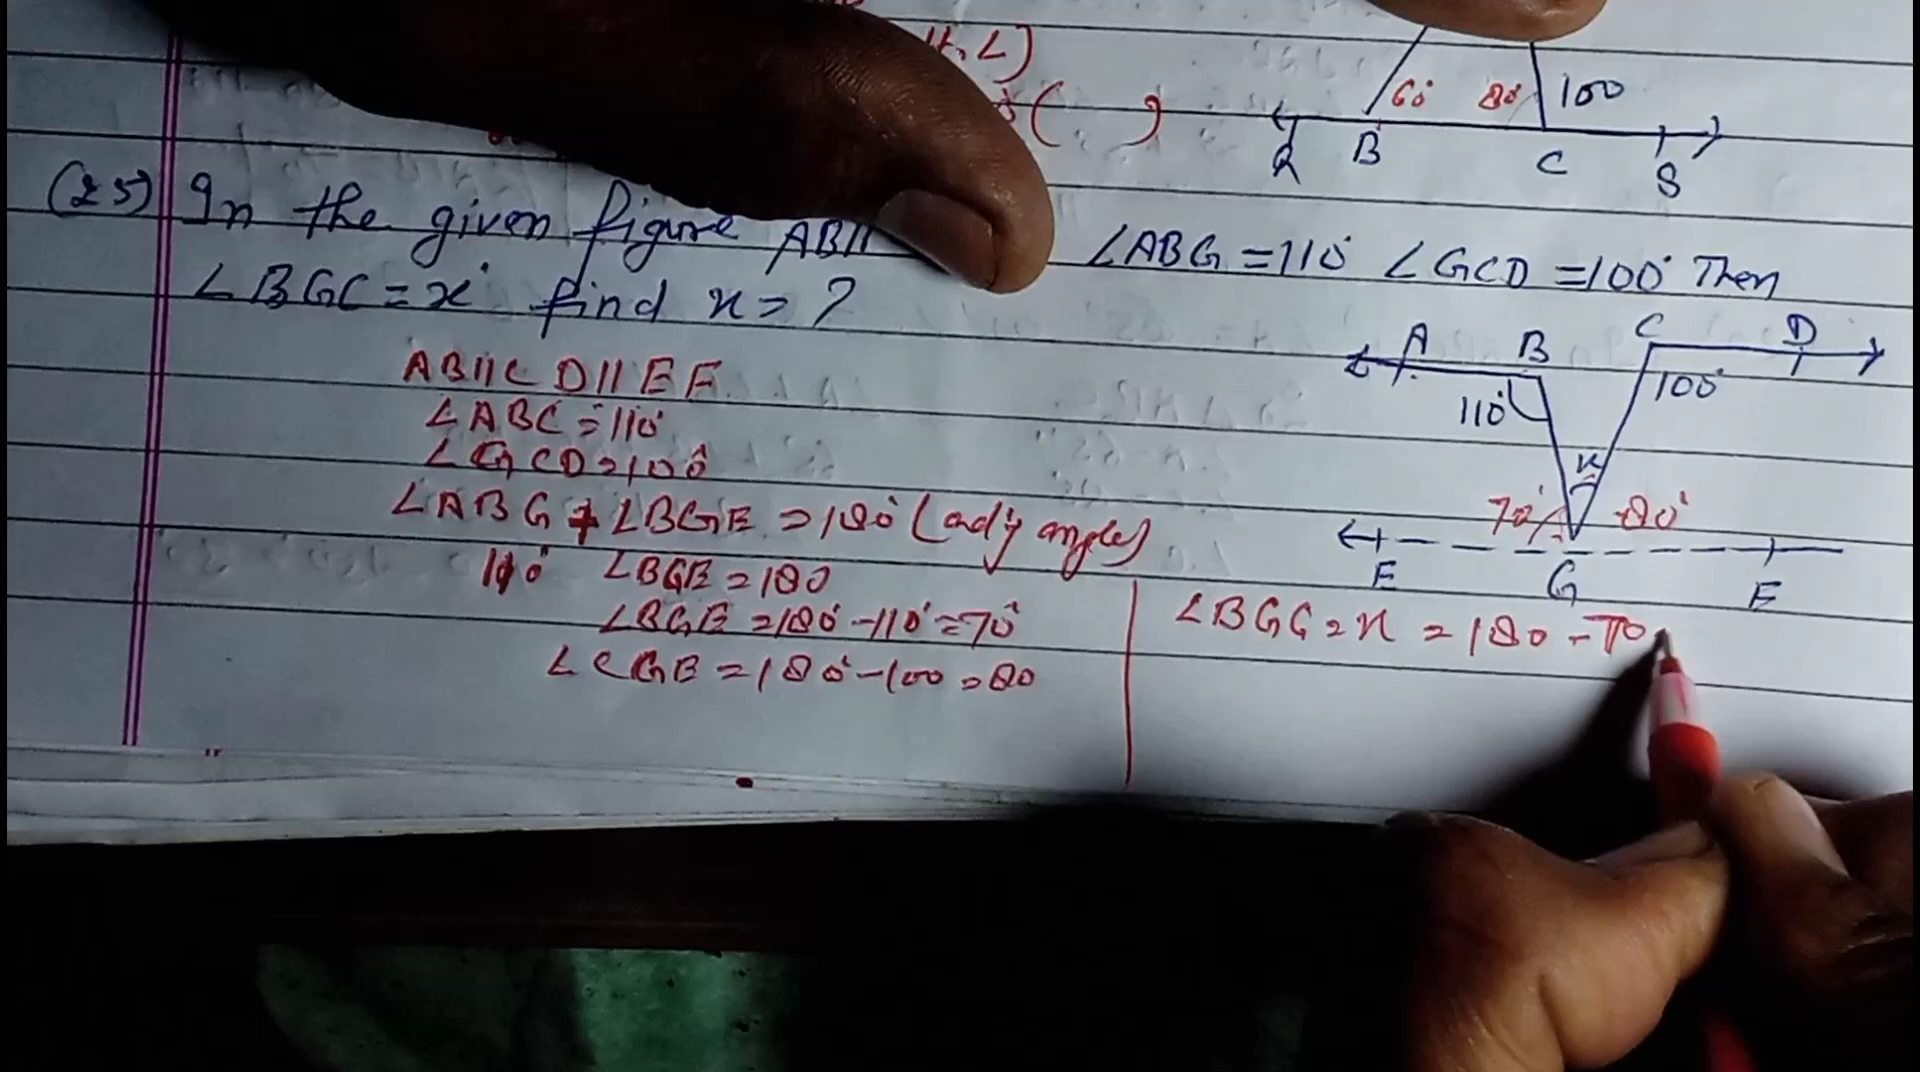 H.L)
( )
60° 80° 100
Q B C S
(25) In the given figure ABII ∠ABG=110° ∠GCD=100° Then
∠BGC=x° find x=?
A B C D
110° 100°
x
70° 80°
E G F
ABIICDIIEF
∠ABC=110°
∠GCD=100°
∠ABG+∠BGE=180° (adj angles)
110° ∠BGE=180
∠BGE=180°-110°=70°
∠CGE=180°-100=80
∠BGC=x=180-70